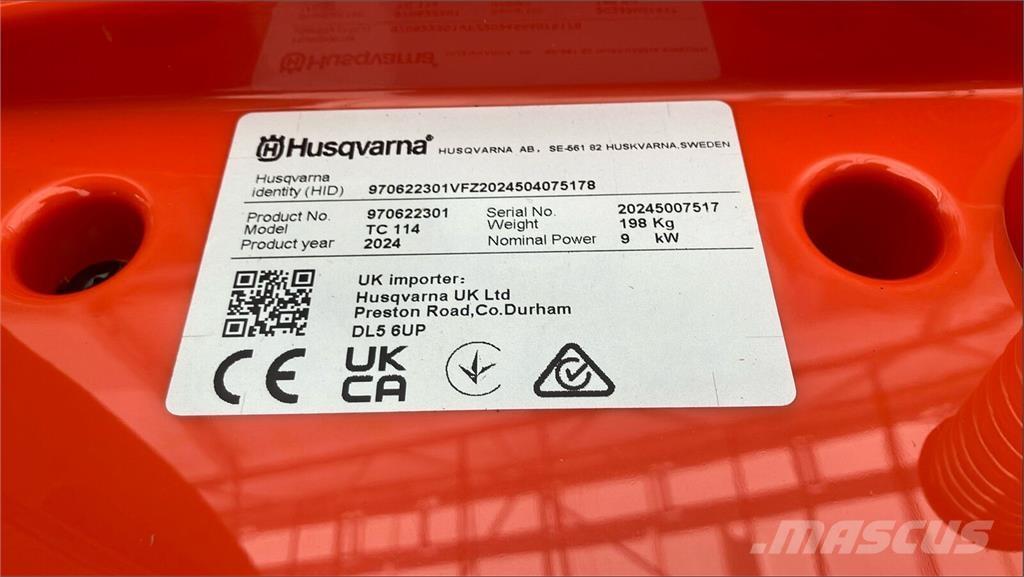 Husqvarna® HUSQVARNA AB, SE-561 82 HUSKVARNA,SWEDEN
Husqvarna
identity (HID) 970622301VFZ2024504075178
Product No. 970622301 Serial No. 20245007517
Model TC 114 Weight 198 Kg
Product year 2024 Nominal Power 9 kW
UK importer:
Husqvarna UK Ltd
Preston Road,Co.Durham
DL5 6UP
CE UK
CA
MASCUS